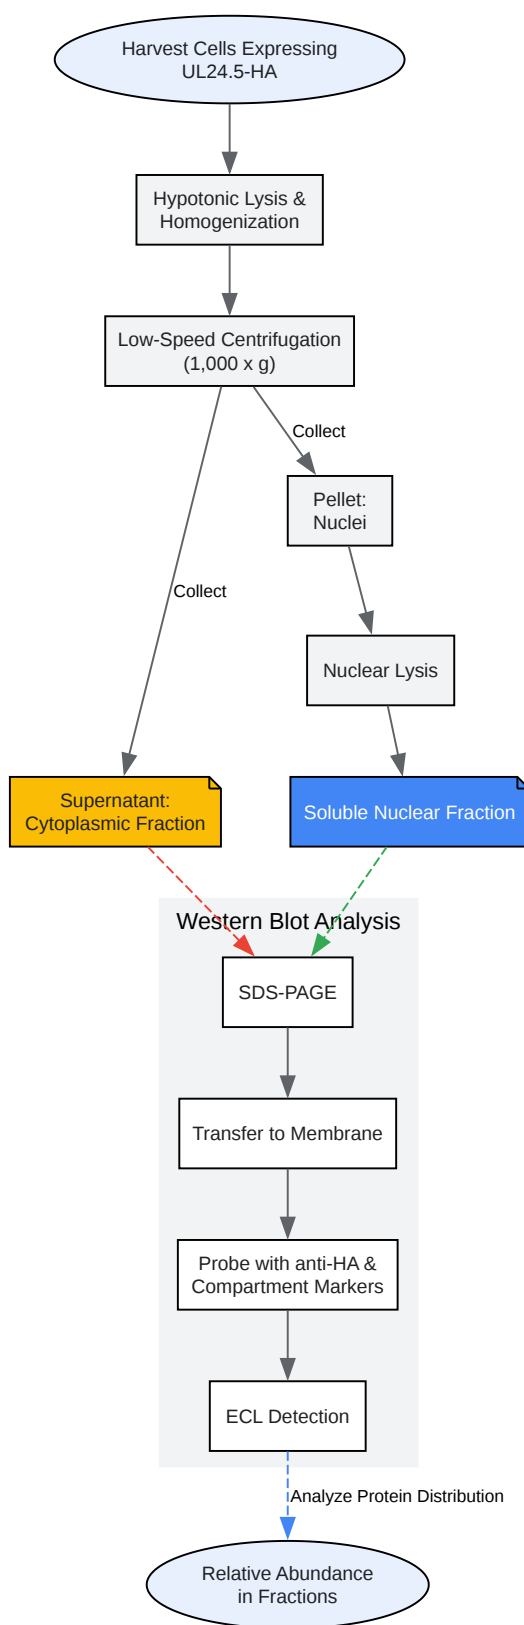 Harvest Cells Expressing
UL24.5-HA
Hypotonic Lysis &
Homogenization
Low-Speed Centrifugation
(1,000 x g)
Collect
Pellet:
Nuclei
Collect
Nuclear Lysis
Supernatant:
Cytoplasmic Fraction
Soluble Nuclear Fraction
Western Blot Analysis
SDS-PAGE
Transfer to Membrane
Probe with anti-HA &
Compartment Markers
ECL Detection
Analyze Protein Distribution
Relative Abundance
in Fractions